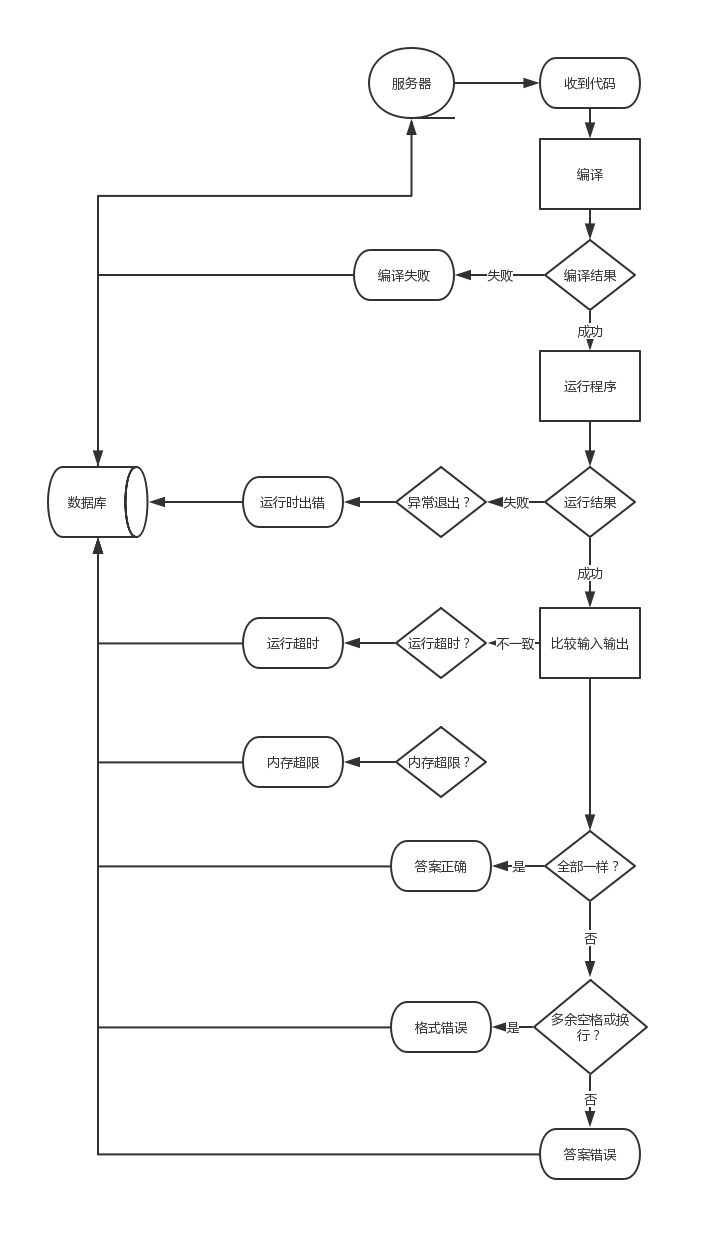 服务器
收到代码
编译
编译失败
失败
编译结果
成功
运行程序
数据库
运行时出错
异常退出？
失败
运行结果
成功
运行超时
运行超时？
不一致
比较输入输出
内存超限
内存超限？
答案正确
是
全部一样？
否
格式错误
是
多余空格或换
行？
否
答案错误